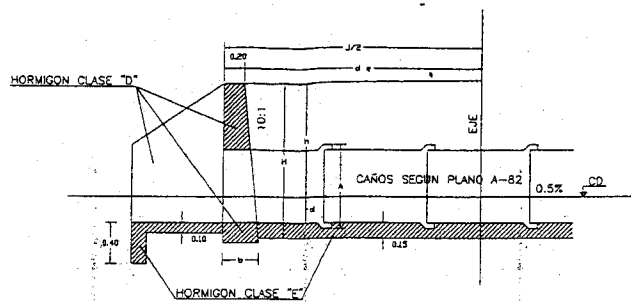 J/2
0.20
HORMIGON CLASE "D"
10:1
H
h
EJE
A
CAÑOS SEGUN PLANO A-82
0.5%
CD
d
0.40
0.10
0.15
b
HORMIGON CLASE "E"